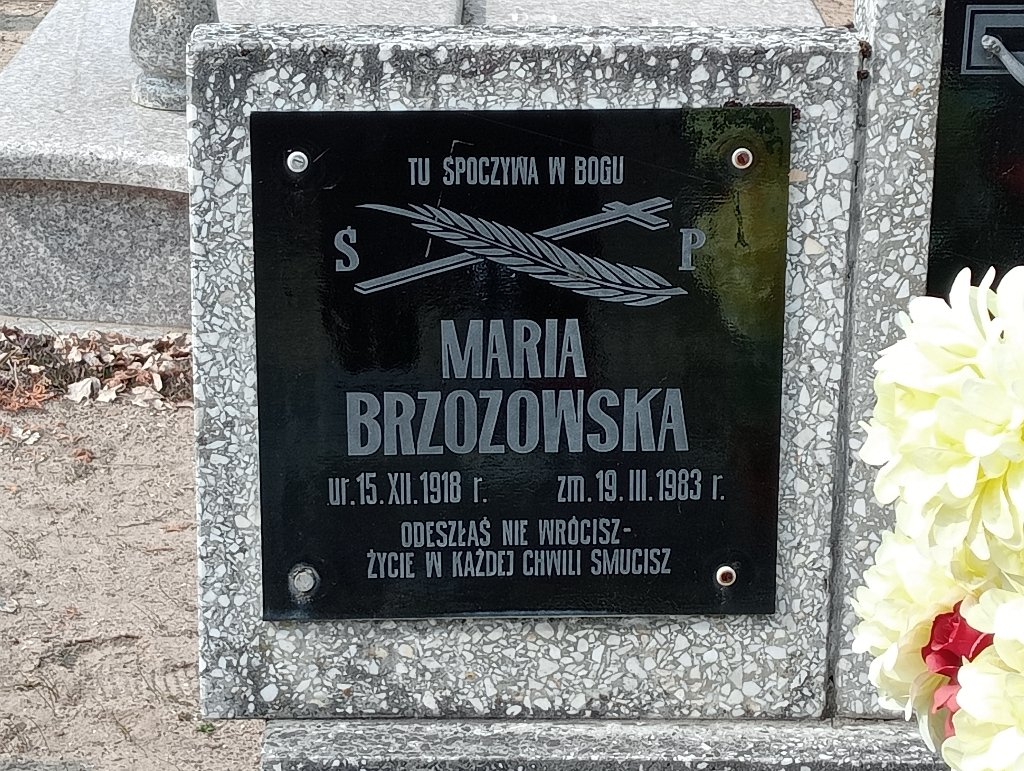 TU SPOCZYWA W BOGU
Ś P
MARIA
BRZOZOWSKA
ur. 15. XII. 1918 r. zm. 19. III. 1983 r.
ODESZŁAŚ NIE WRÓCISZ-
ŻYCIE W KAŻDEJ CHWILI SMUCISZ